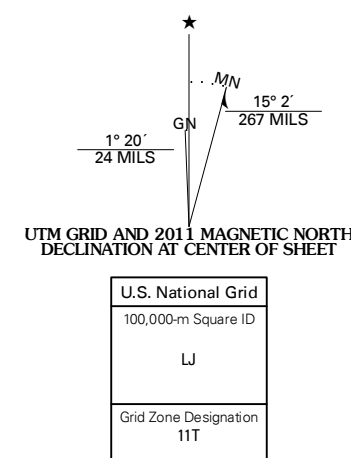 ★
MN
15° 2´
267 MILS
GN
1° 20´
24 MILS
UTM GRID AND 2011 MAGNETIC NORTH
DECLINATION AT CENTER OF SHEET
U.S. National Grid
100,000-m Square ID
LJ
Grid Zone Designation
11T